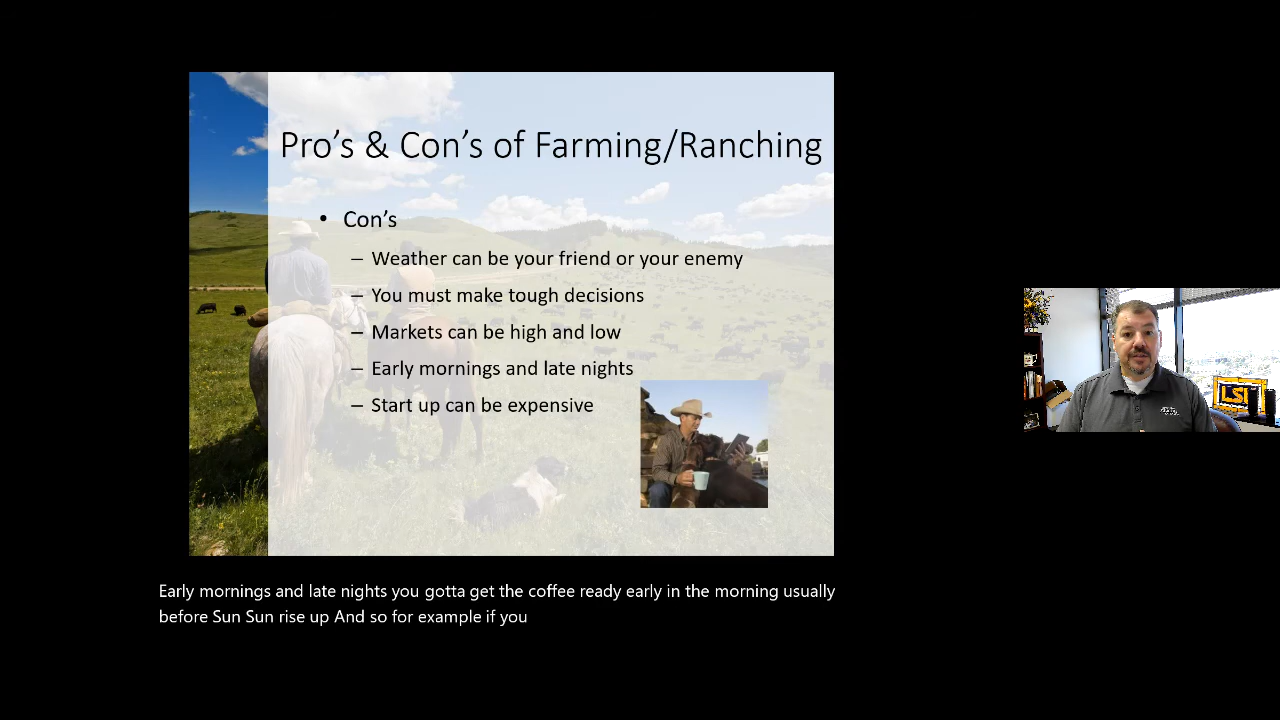 Pro’s & Con’s of Farming/Ranching
• Con’s
– Weather can be your friend or your enemy
– You must make tough decisions
– Markets can be high and low
– Early mornings and late nights
– Start up can be expensive
LSI
Early mornings and late nights you gotta get the coffee ready early in the morning usually
before Sun Sun rise up And so for example if you